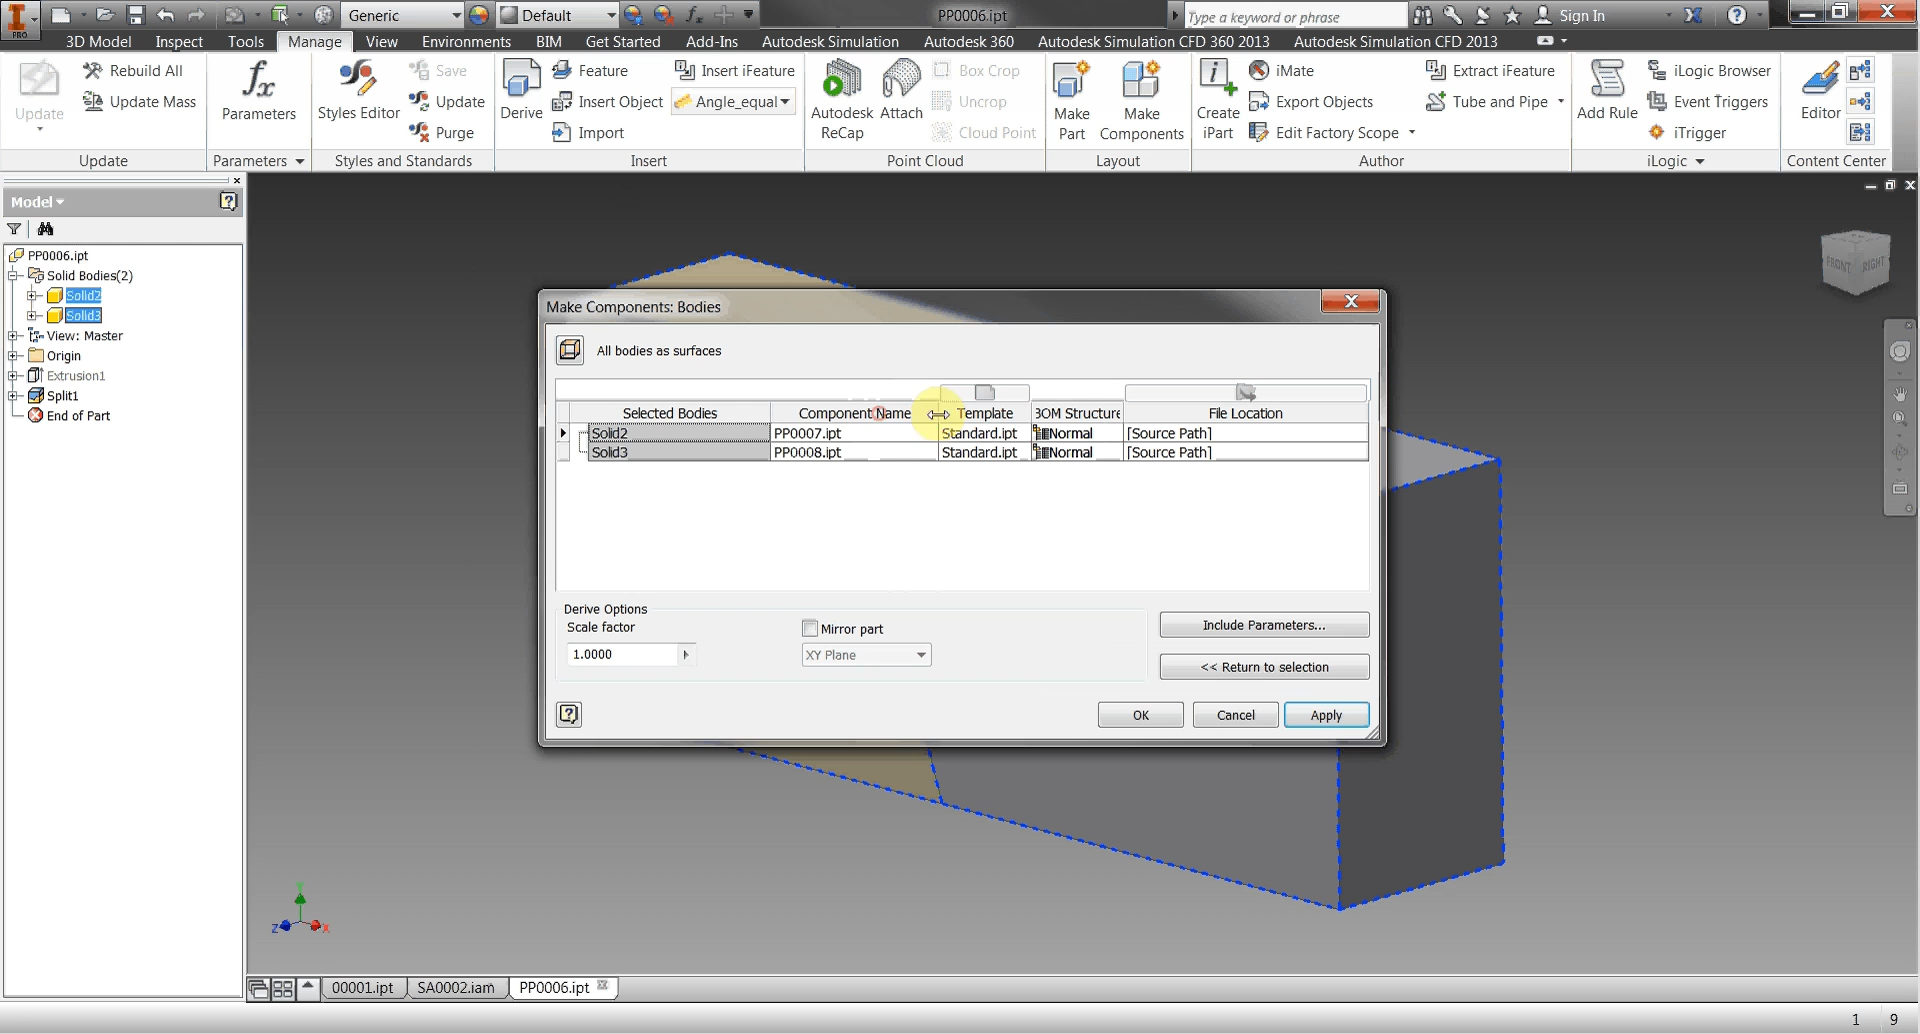 PRO
Generic
Default
PP0006.ipt
Type a keyword or phrase
Sign In
3D Model
Inspect
Tools
Manage
View
Environments
BIM
Get Started
Add-Ins
Autodesk Simulation
Autodesk 360
Autodesk Simulation CFD 360 2013
Autodesk Simulation CFD 2013
Update
Rebuild All
Update Mass
Update
Parameters
Parameters
Styles Editor
Save
Update
Purge
Styles and Standards
Derive
Feature
Insert Object
Import
Insert iFeature
Angle_equal
Insert
Autodesk
ReCap
Attach
Box Crop
Uncrop
Cloud Point
Point Cloud
Make
Part
Make
Components
Layout
Create
iPart
iMate
Export Objects
Edit Factory Scope
Extract iFeature
Tube and Pipe
Author
Add Rule
iLogic Browser
Event Triggers
iTrigger
iLogic
Editor
Content Center
Model
PP0006.ipt
Solid Bodies(2)
Solid2
Solid3
View: Master
Origin
Extrusion1
Split1
End of Part
FRONT
RIGHT
Make Components: Bodies
All bodies as surfaces
Selected Bodies
Component Name
Template
BOM Structure
File Location
Solid2
PP0007.ipt
Standard.ipt
Normal
[Source Path]
Solid3
PP0008.ipt
Standard.ipt
Normal
[Source Path]
Derive Options
Scale factor
1.0000
Mirror part
XY Plane
Include Parameters...
<< Return to selection
OK
Cancel
Apply
Y
Z
X
00001.ipt
SA0002.iam
PP0006.ipt
1
9